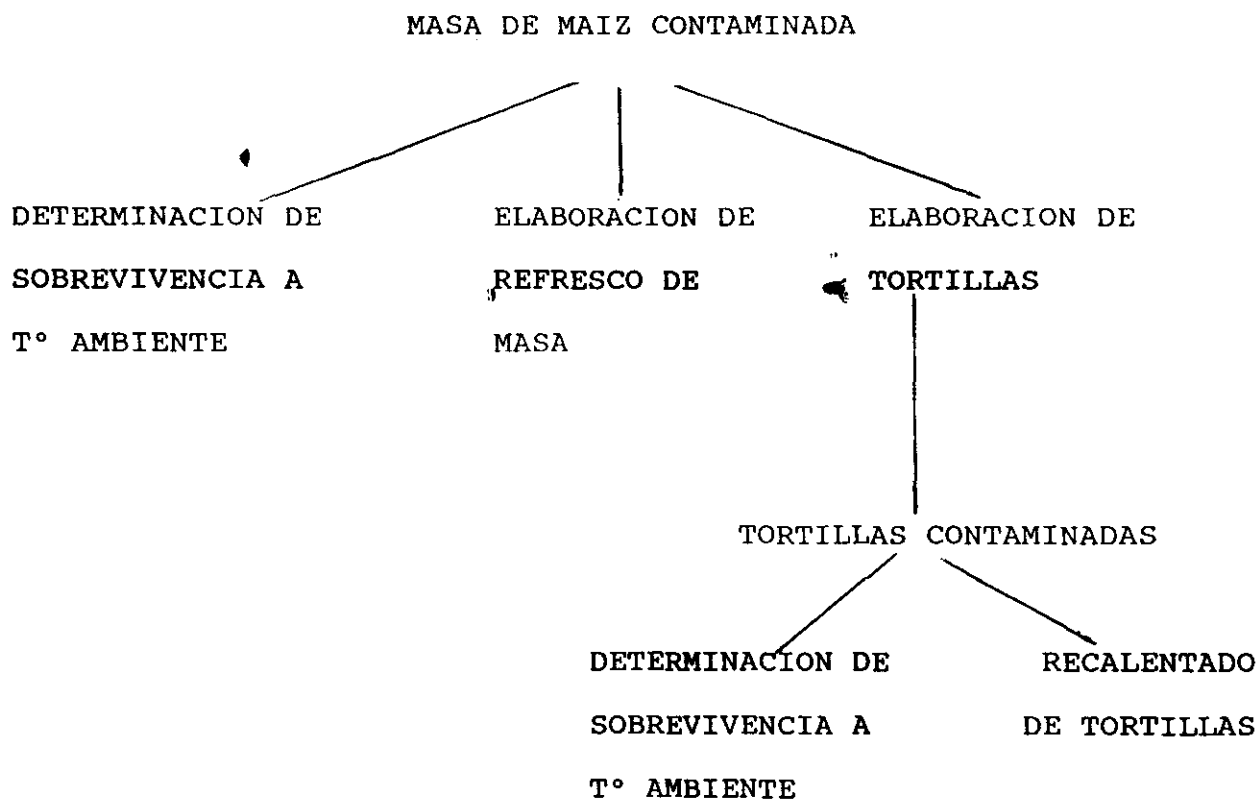 MASA DE MAIZ CONTAMINADA
DETERMINACION DE
SOBREVIVENCIA A
T° AMBIENTE
ELABORACION DE
REFRESCO DE
MASA
ELABORACION DE
TORTILLAS
TORTILLAS CONTAMINADAS
DETERMINACION DE
SOBREVIVENCIA A
T° AMBIENTE
RECALENTADO
DE TORTILLAS